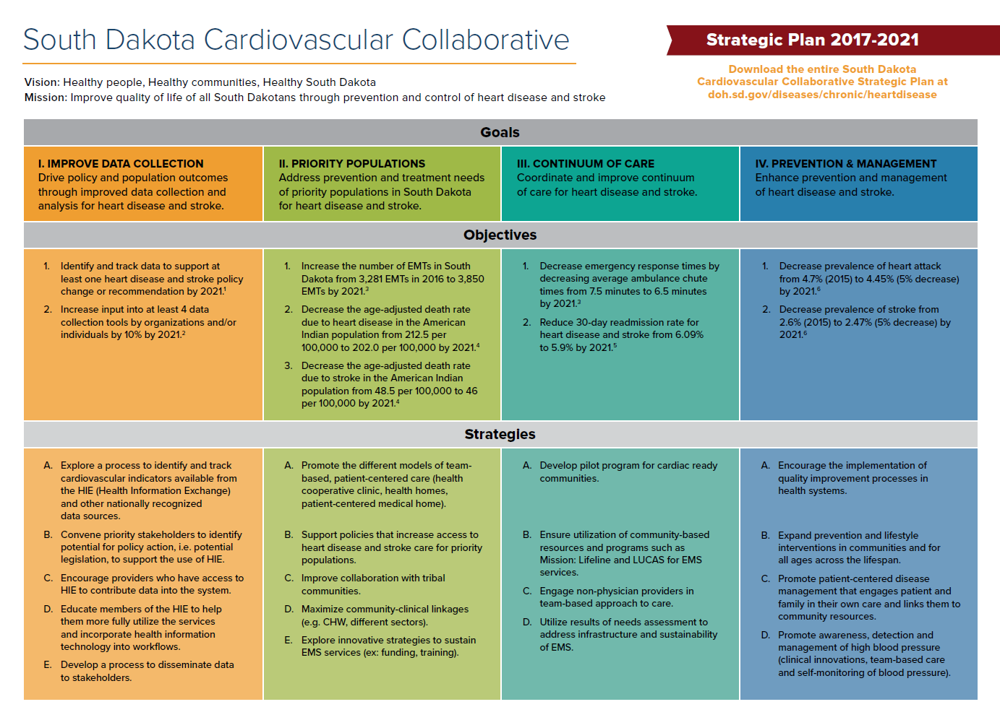 South Dakota Cardiovascular Collaborative
Strategic Plan 2017-2021
Vision: Healthy people, Healthy communities, Healthy South Dakota
Mission: Improve quality of life of all South Dakotans through prevention and control of heart disease and stroke
Download the entire South Dakota
Cardiovascular Collaborative Strategic Plan at
doh.sd.gov/diseases/chronic/heartdisease
Goals
I. IMPROVE DATA COLLECTION
Drive policy and population outcomes
through improved data collection and
analysis for heart disease and stroke.
II. PRIORITY POPULATIONS
Address prevention and treatment needs
of priority populations in South Dakota
for heart disease and stroke.
III. CONTINUUM OF CARE
Coordinate and improve continuum
of care for heart disease and stroke.
IV. PREVENTION & MANAGEMENT
Enhance prevention and management
of heart disease and stroke.
Objectives
1. Identify and track data to support at
least one heart disease and stroke policy
change or recommendation by 2021.¹
2. Increase input into at least 4 data
collection tools by organizations and/or
individuals by 10% by 2021.²
1. Increase the number of EMTs in South
Dakota from 3,281 EMTs in 2016 to 3,850
EMTs by 2021.³
2. Decrease the age-adjusted death rate
due to heart disease in the American
Indian population from 212.5 per
100,000 to 202.0 per 100,000 by 2021.⁴
3. Decrease the age-adjusted death rate
due to stroke in the American Indian
population from 48.5 per 100,000 to 46
per 100,000 by 2021.⁴
1. Decrease emergency response times by
decreasing average ambulance chute
times from 7.5 minutes to 6.5 minutes
by 2021.³
2. Reduce 30-day readmission rate for
heart disease and stroke from 6.09%
to 5.9% by 2021.⁵
1. Decrease prevalence of heart attack
from 4.7% (2015) to 4.45% (5% decrease)
by 2021.⁶
2. Decrease prevalence of stroke from
2.6% (2015) to 2.47% (5% decrease) by
2021.⁶
Strategies
A. Explore a process to identify and track
cardiovascular indicators available from
the HIE (Health Information Exchange)
and other nationally recognized
data sources.
B. Convene priority stakeholders to identify
potential for policy action, i.e. potential
legislation, to support the use of HIE.
C. Encourage providers who have access to
HIE to contribute data into the system.
D. Educate members of the HIE to help
them more fully utilize the services
and incorporate health information
technology into workflows.
E. Develop a process to disseminate data
to stakeholders.
A. Promote the different models of team-
based, patient-centered care (health
cooperative clinic, health homes,
patient-centered medical home).
B. Support policies that increase access to
heart disease and stroke care for priority
populations.
C. Improve collaboration with tribal
communities.
D. Maximize community-clinical linkages
(e.g. CHW, different sectors).
E. Explore innovative strategies to sustain
EMS services (ex: funding, training).
A. Develop pilot program for cardiac ready
communities.
B. Ensure utilization of community-based
resources and programs such as
Mission: Lifeline and LUCAS for EMS
services.
C. Engage non-physician providers in
team-based approach to care.
D. Utilize results of needs assessment to
address infrastructure and sustainability
of EMS.
A. Encourage the implementation of
quality improvement processes in
health systems.
B. Expand prevention and lifestyle
interventions in communities and for
all ages across the lifespan.
C. Promote patient-centered disease
management that engages patient and
family in their own care and links them to
community resources.
D. Promote awareness, detection and
management of high blood pressure
(clinical innovations, team-based care
and self-monitoring of blood pressure).